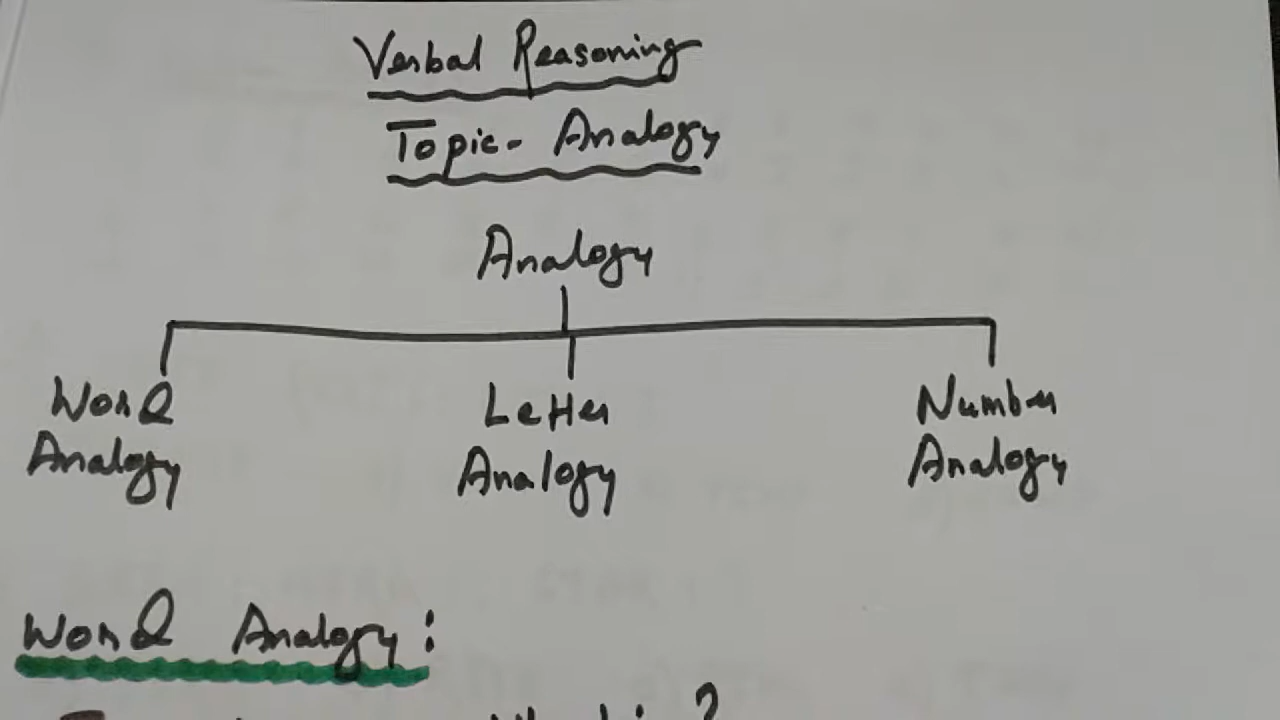 Verbal Reasoning
Topic- Analogy
Analogy
Word Analogy
Letter Analogy
Number Analogy
Word Analogy: